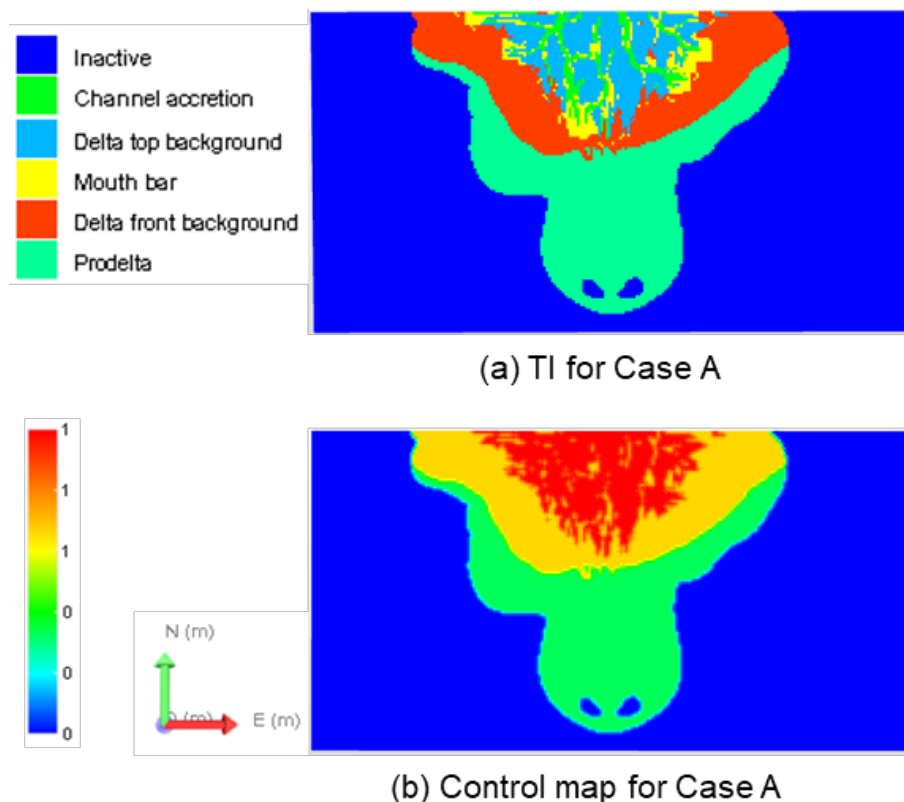 Inactive
Channel accretion
Delta top background
Mouth bar
Delta front background
Prodelta
(a) TI for Case A
1
1
1
0
0
0
N (m)
(m)
E (m)
(b) Control map for Case A